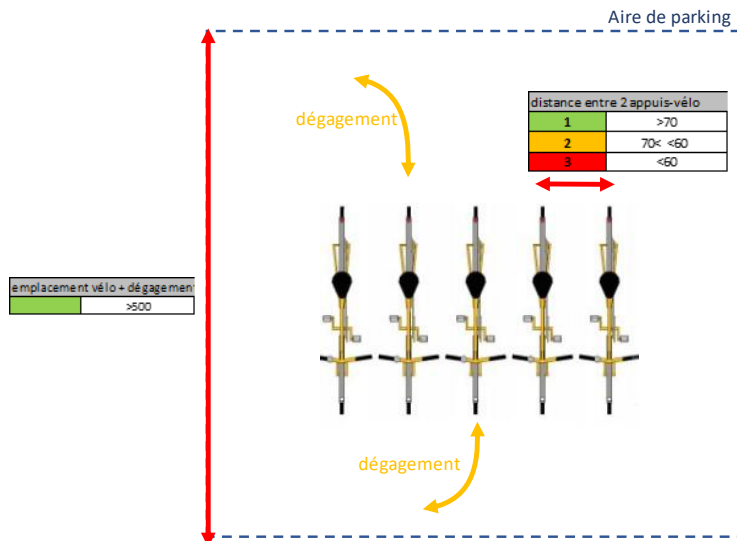 Aire de parking
dégagement
distance entre 2 appuis-vélo
1 >70
2 70< <60
3 <60
emplacement vélo + dégagement
>500
dégagement